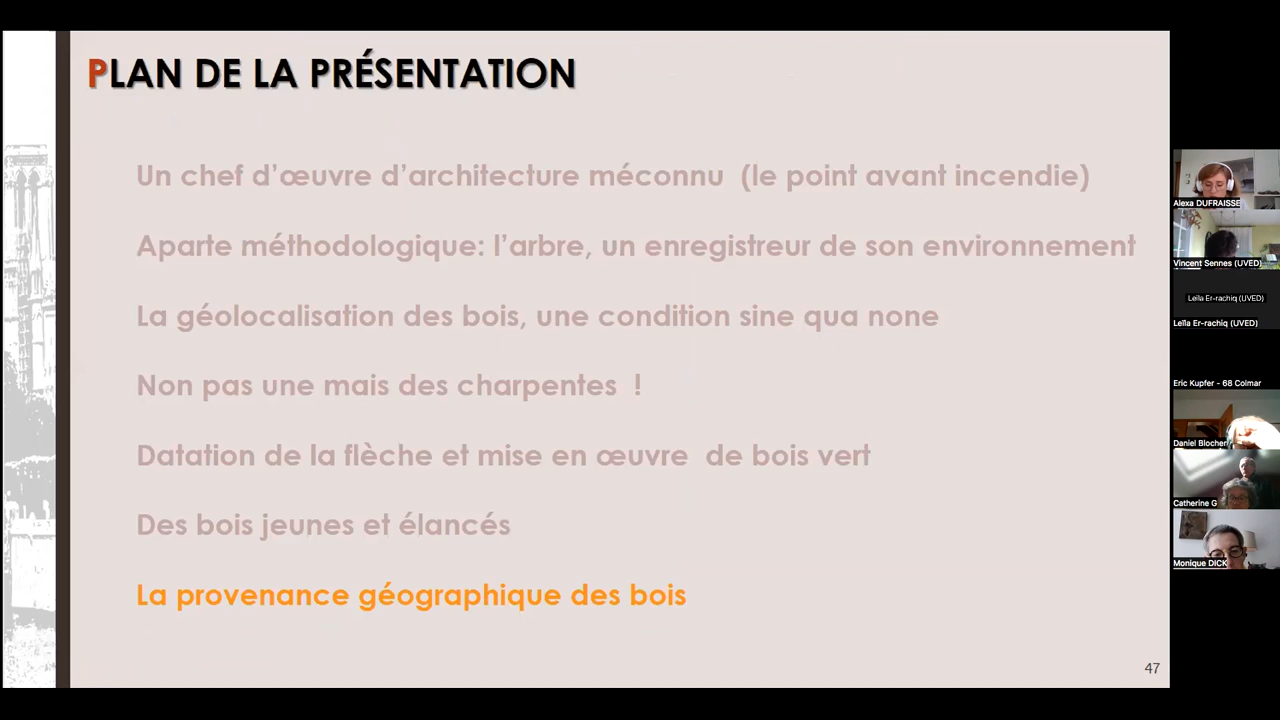 PLAN DE LA PRÉSENTATION
Un chef d’œuvre d’architecture méconnu  (le point avant incendie)
Aparte méthodologique: l’arbre, un enregistreur de son environnement
La géolocalisation des bois, une condition sine qua none
Non pas une mais des charpentes  !
Datation de la flèche et mise en œuvre  de bois vert
Des bois jeunes et élancés
La provenance géographique des bois
47
Alexa DUFRAISSE
Vincent Sennes (UVED)
Leïla Er-rachiq (UVED)
Leïla Er-rachiq (UVED)
Eric Kupfer - 68 Colmar
Daniel Blocher
Catherine G
Monique DICK